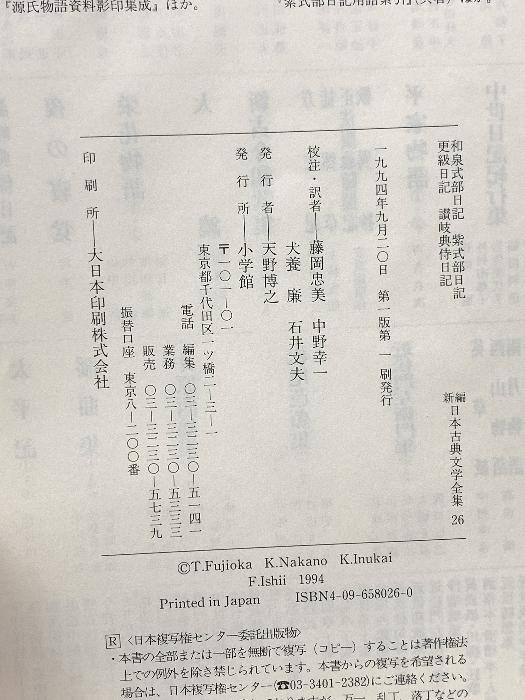 『源氏物語資料影印集成』ほか。
和泉式部日記　紫式部日記
更級日記　讃岐典侍日記
新編日本古典文学全集 26
一九九四年九月二〇日　第一版第一刷発行
校注・訳者——藤岡忠美　中野幸一
犬養　廉　石井文夫
発行者——天野博之
発行所——小学館
〒一〇一-〇一
東京都千代田区一ツ橋二-三-一
電話　編集　〇三-三二三〇-五一四一
業務　〇三-三二三〇-五三三三
販売　〇三-三二三〇-五七三九
振替口座　東京八-二〇〇番
印刷所——大日本印刷株式会社
©T.Fujioka K.Nakano K.Inukai
F.Ishii 1994
Printed in Japan ISBN4-09-658026-0
R〈日本複写権センター委託出版物〉
・本書の全部または一部を無断で複写（コピー）することは著作権法
上での例外を除き禁じられています。本書からの複写を希望される
場合は、日本複写権センター（☎03-3401-2382）にご連絡ください。